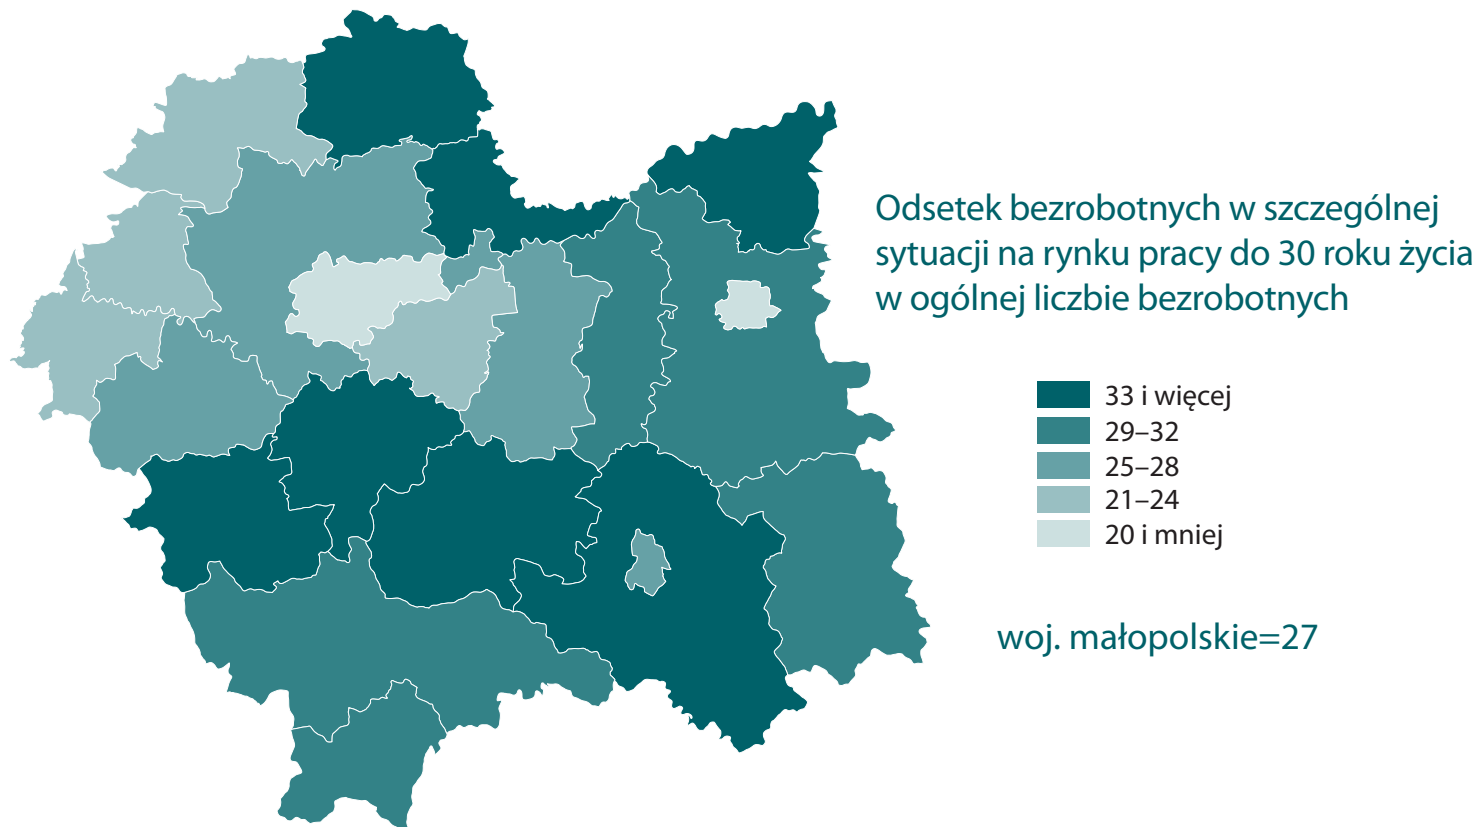 Odsetek bezrobotnych w szczególnej
sytuacji na rynku pracy do 30 roku życia
w ogólnej liczbie bezrobotnych
33 i więcej
29–32
25–28
21–24
20 i mniej
woj. małopolskie=27